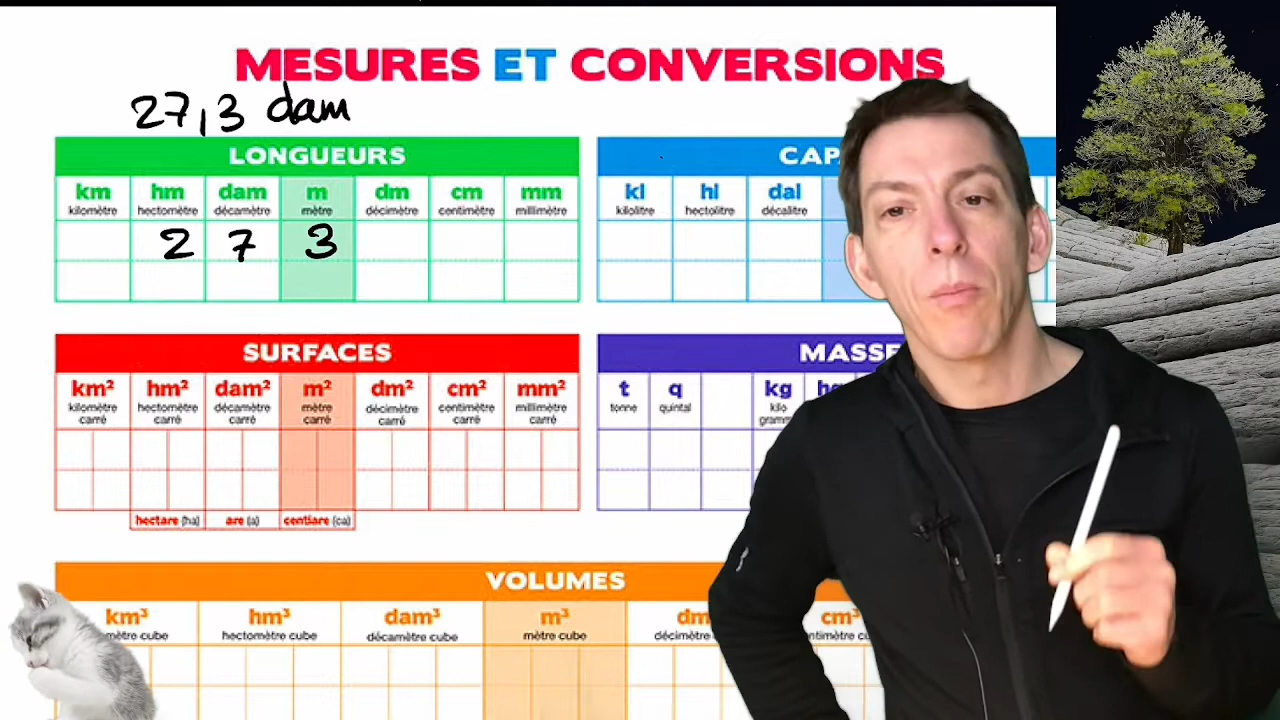 MESURES ET CONVERSIONS
27,3 dam
LONGUEURS
km hm dam m dm cm mm
kilomètre hectomètre décamètre mètre décimètre centimètre millimètre
2 7 3
kl hl dal
kilolitre hectolitre décalitre
SURFACES
km² hm² dam² m² dm² cm² mm²
kilomètre carré hectomètre carré décamètre carré mètre carré décimètre carré centimètre carré millimètre carré
hectare (ha) are (a) centiare (ca)
t q kg
tonne quintal kilo
VOLUMES
km³ hm³ dam³ m³ cm³
mètre cube hectomètre cube décamètre cube mètre cube